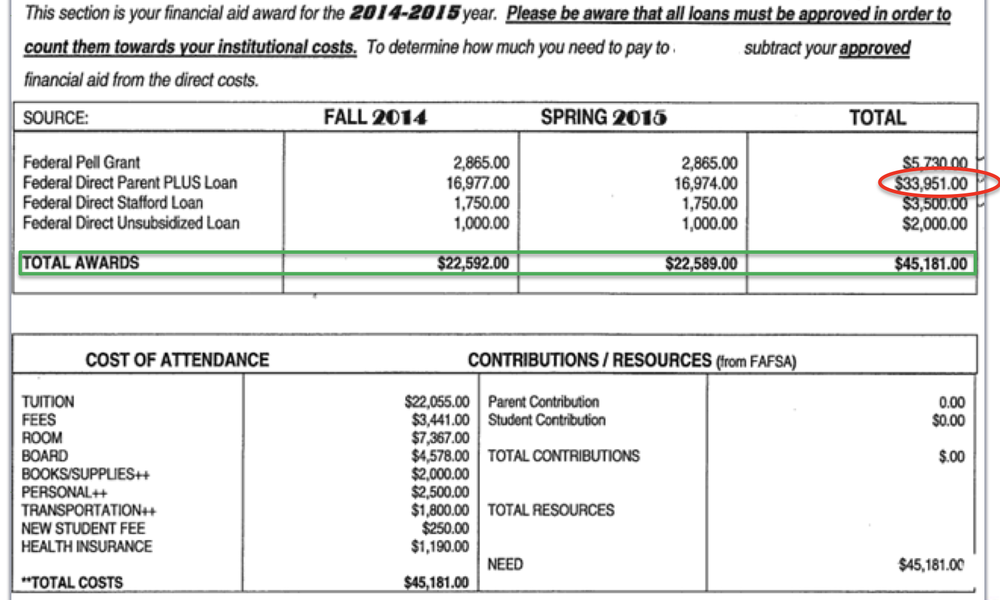 This section is your financial aid award for the 2014-2015 year. Please be aware that all loans must be approved in order to
count them towards your institutional costs. To determine how much you need to pay to subtract your approved
financial aid from the direct costs.
SOURCE: FALL 2014 SPRING 2015 TOTAL
Federal Pell Grant 2,865.00 2,865.00 $5,730.00
Federal Direct Parent PLUS Loan 16,977.00 16,974.00 $33,951.00
Federal Direct Stafford Loan 1,750.00 1,750.00 $3,500.00
Federal Direct Unsubsidized Loan 1,000.00 1,000.00 $2,000.00
TOTAL AWARDS $22,592.00 $22,589.00 $45,181.00
COST OF ATTENDANCE CONTRIBUTIONS / RESOURCES (from FAFSA)
TUITION $22,055.00 Parent Contribution 0.00
FEES $3,441.00 Student Contribution $0.00
ROOM $7,367.00
BOARD $4,578.00 TOTAL CONTRIBUTIONS $.00
BOOKS/SUPPLIES++ $2,000.00
PERSONAL++ $2,500.00
TRANSPORTATION++ $1,800.00 TOTAL RESOURCES
NEW STUDENT FEE $250.00
HEALTH INSURANCE $1,190.00
NEED $45,181.00
**TOTAL COSTS $45,181.00